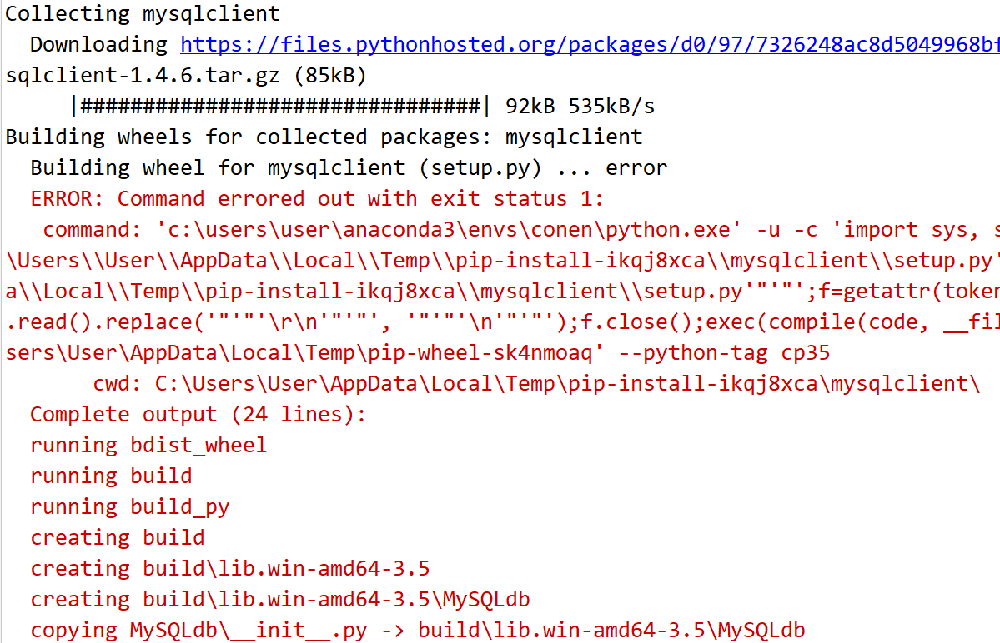 Collecting mysqlclient
Downloading https://files.pythonhosted.org/packages/d0/97/7326248ac8d5049968bf
sqlclient-1.4.6.tar.gz (85kB)
|################################| 92kB 535kB/s
Building wheels for collected packages: mysqlclient
Building wheel for mysqlclient (setup.py) ... error
ERROR: Command errored out with exit status 1:
command: 'c:\users\user\anaconda3\envs\conen\python.exe' -u -c 'import sys, s
\Users\\User\\AppData\\Local\\Temp\\pip-install-ikqj8xca\\mysqlclient\\setup.py'
a\\Local\\Temp\\pip-install-ikqj8xca\\mysqlclient\\setup.py'"'"';f=getattr(token
.read().replace('"'"'\r\n'"'"', '"'"'\n'"'"');f.close();exec(compile(code, __fil
sers\User\AppData\Local\Temp\pip-wheel-sk4nmoaq' --python-tag cp35
cwd: C:\Users\User\AppData\Local\Temp\pip-install-ikqj8xca\mysqlclient\
Complete output (24 lines):
running bdist_wheel
running build
running build_py
creating build
creating build\lib.win-amd64-3.5
creating build\lib.win-amd64-3.5\MySQLdb
copying MySQLdb\__init__.py -> build\lib.win-amd64-3.5\MySQLdb